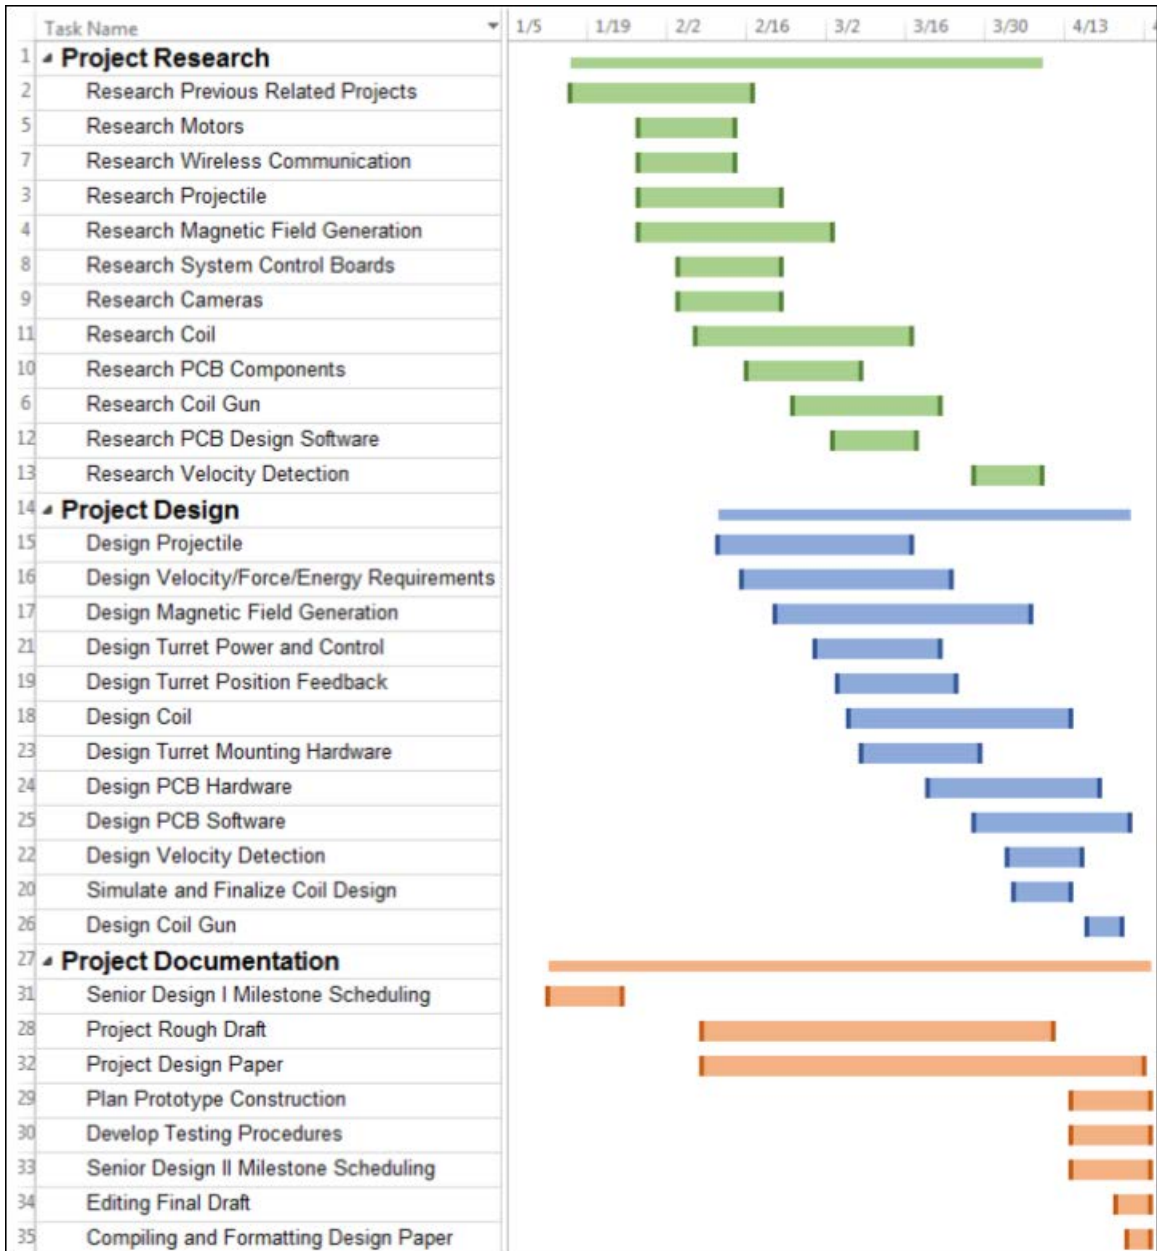 Task Name 1/5 1/19 2/2 2/16 3/2 3/16 3/30 4/13
1 Project Research
2 Research Previous Related Projects
5 Research Motors
7 Research Wireless Communication
3 Research Projectile
4 Research Magnetic Field Generation
8 Research System Control Boards
9 Research Cameras
11 Research Coil
10 Research PCB Components
6 Research Coil Gun
12 Research PCB Design Software
13 Research Velocity Detection
14 Project Design
15 Design Projectile
16 Design Velocity/Force/Energy Requirements
17 Design Magnetic Field Generation
21 Design Turret Power and Control
19 Design Turret Position Feedback
18 Design Coil
23 Design Turret Mounting Hardware
24 Design PCB Hardware
25 Design PCB Software
22 Design Velocity Detection
20 Simulate and Finalize Coil Design
26 Design Coil Gun
27 Project Documentation
31 Senior Design I Milestone Scheduling
28 Project Rough Draft
32 Project Design Paper
29 Plan Prototype Construction
30 Develop Testing Procedures
33 Senior Design II Milestone Scheduling
34 Editing Final Draft
35 Compiling and Formatting Design Paper